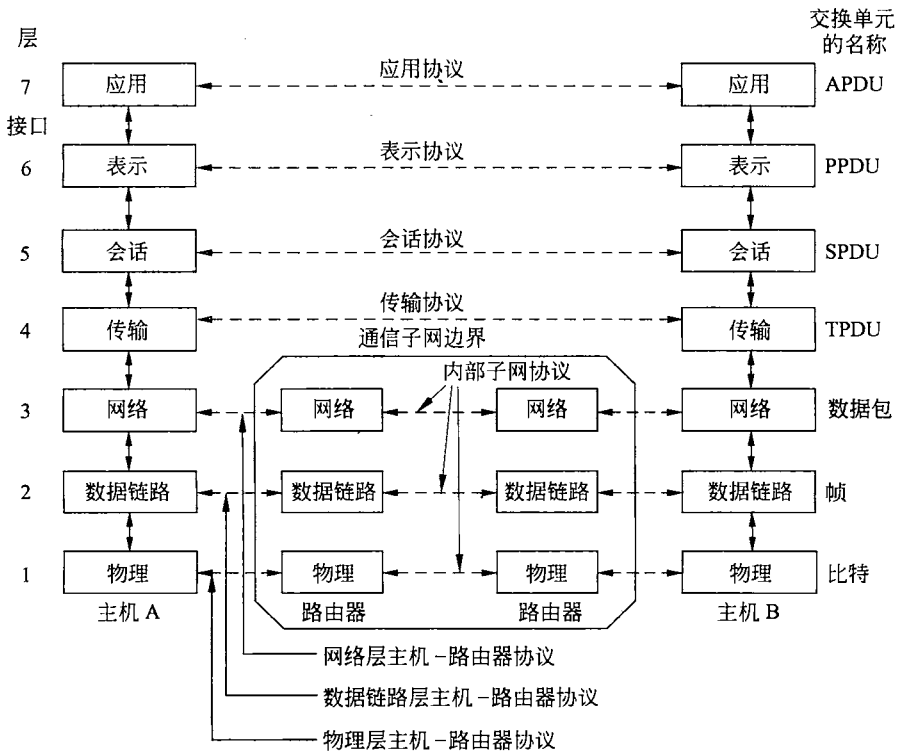 层
交换单元
的名称
7
应用
应用协议
应用
APDU
接口
6
表示
表示协议
表示
PPDU
5
会话
会话协议
会话
SPDU
4
传输
传输协议
传输
TPDU
通信子网边界
内部子网协议
3
网络
网络
网络
网络
数据包
2
数据链路
数据链路
数据链路
数据链路
帧
1
物理
物理
物理
物理
比特
主机 A
路由器
路由器
主机 B
网络层主机-路由器协议
数据链路层主机-路由器协议
物理层主机-路由器协议